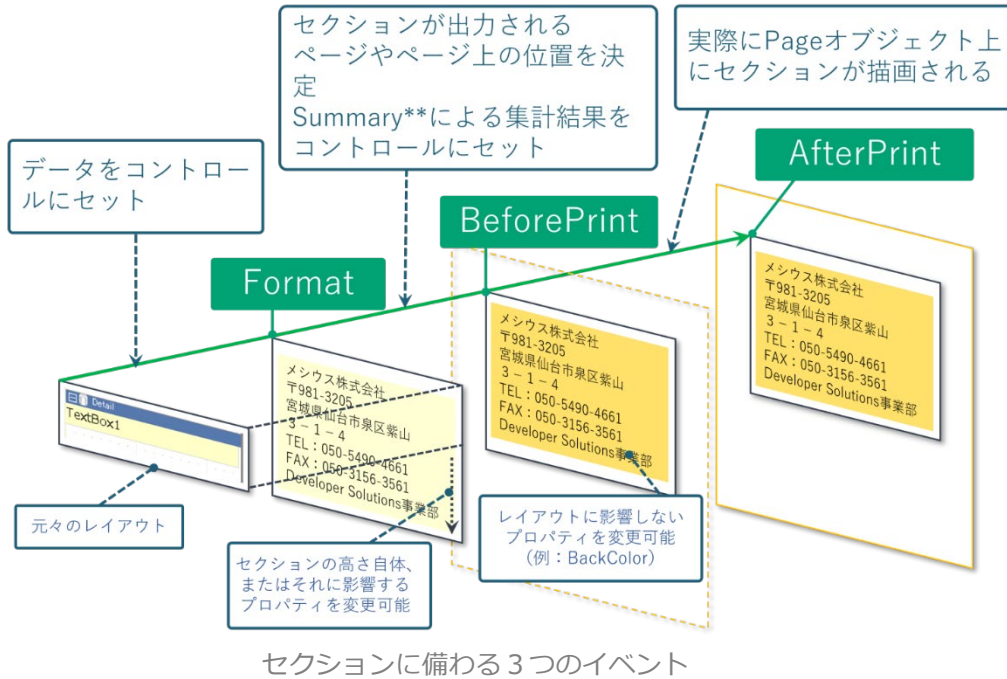 セクションが出力される
ページやページ上の位置を決
定
Summary**による集計結果を
コントロールにセット
実際にPageオブジェクト上
にセクションが描画される
データをコントロー
ルにセット
AfterPrint
BeforePrint
Format
Detail
TextBox1
メシウス株式会社
〒981-3205
宮城県仙台市泉区紫山
3－1－4
TEL：050-5490-4661
FAX：050-3156-3561
Developer Solutions事業部
メシウス株式会社
〒981-3205
宮城県仙台市泉区紫山
3－1－4
TEL：050-5490-4661
FAX：050-3156-3561
Developer Solutions事業部
メシウス株式会社
〒981-3205
宮城県仙台市泉区紫山
3－1－4
TEL：050-5490-4661
FAX：050-3156-3561
Developer Solutions事業部
元々のレイアウト
セクションの高さ自体、
またはそれに影響する
プロパティを変更可能
レイアウトに影響しない
プロパティを変更可能
（例：BackColor）
セクションに備わる３つのイベント